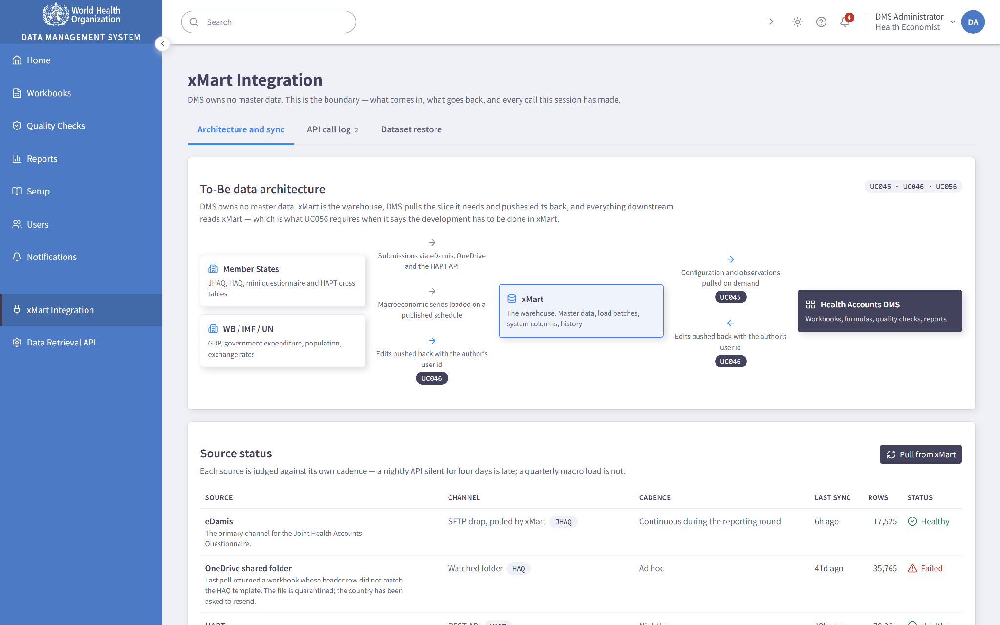 World Health
Organization
DATA MANAGEMENT SYSTEM
Home
Workbooks
Quality Checks
Reports
Setup
Users
Notifications
xMart Integration
Data Retrieval API
Search
4
DMS Administrator
Health Economist
DA
xMart Integration
DMS owns no master data. This is the boundary — what comes in, what goes back, and every call this session has made.
Architecture and sync
API call log 2
Dataset restore
To-Be data architecture
UC045 · UC046 · UC056
DMS owns no master data. xMart is the warehouse, DMS pulls the slice it needs and pushes edits back, and everything downstream
reads xMart — which is what UC056 requires when it says the development has to be done in xMart.
Member States
JHAQ, HAQ, mini questionnaire and HAPT cross
tables
WB / IMF / UN
GDP, government expenditure, population,
exchange rates
Submissions via eDamis, OneDrive
and the HAPT API
Macroeconomic series loaded on a
published schedule
Edits pushed back with the author’s
user id
UC046
xMart
The warehouse. Master data, load batches,
system columns, history
Configuration and observations
pulled on demand
UC045
Edits pushed back with the author’s
user id
UC046
Health Accounts DMS
Workbooks, formulas, quality checks, reports
Source status
Pull from xMart
Each source is judged against its own cadence — a nightly API silent for four days is late; a quarterly macro load is not.
SOURCE CHANNEL CADENCE LAST SYNC ROWS STATUS
eDamis
The primary channel for the Joint Health Accounts
Questionnaire.
SFTP drop, polled by xMart JHAQ
Continuous during the reporting round
6h ago
17,525
Healthy
OneDrive shared folder
Last poll returned a workbook whose header row did not match
the HAQ template. The file is quarantined; the country has been
asked to resend.
Watched folder HAQ
Ad hoc
41d ago
35,765
Failed